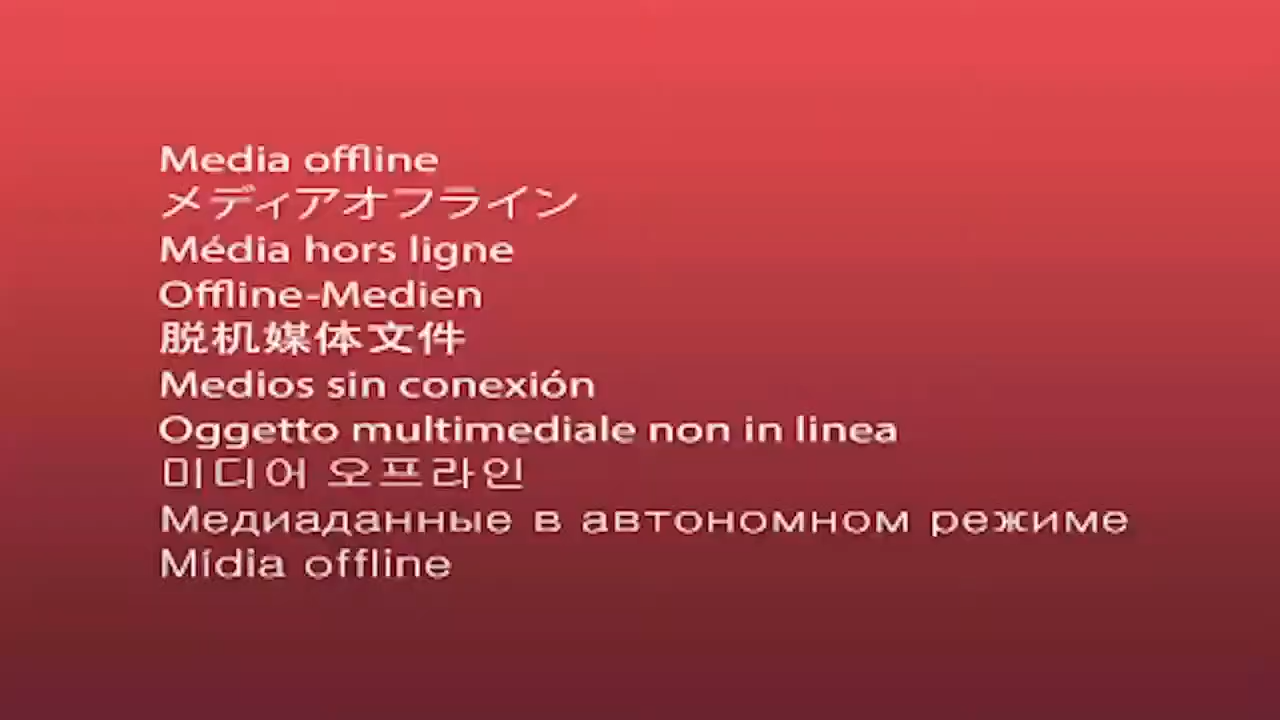 Media offline
メディアオフライン
Média hors ligne
Offline-Medien
脱机媒体文件
Medios sin conexión
Oggetto multimediale non in linea
미디어 오프라인
Медиаданные в автономном режиме
Mídia offline